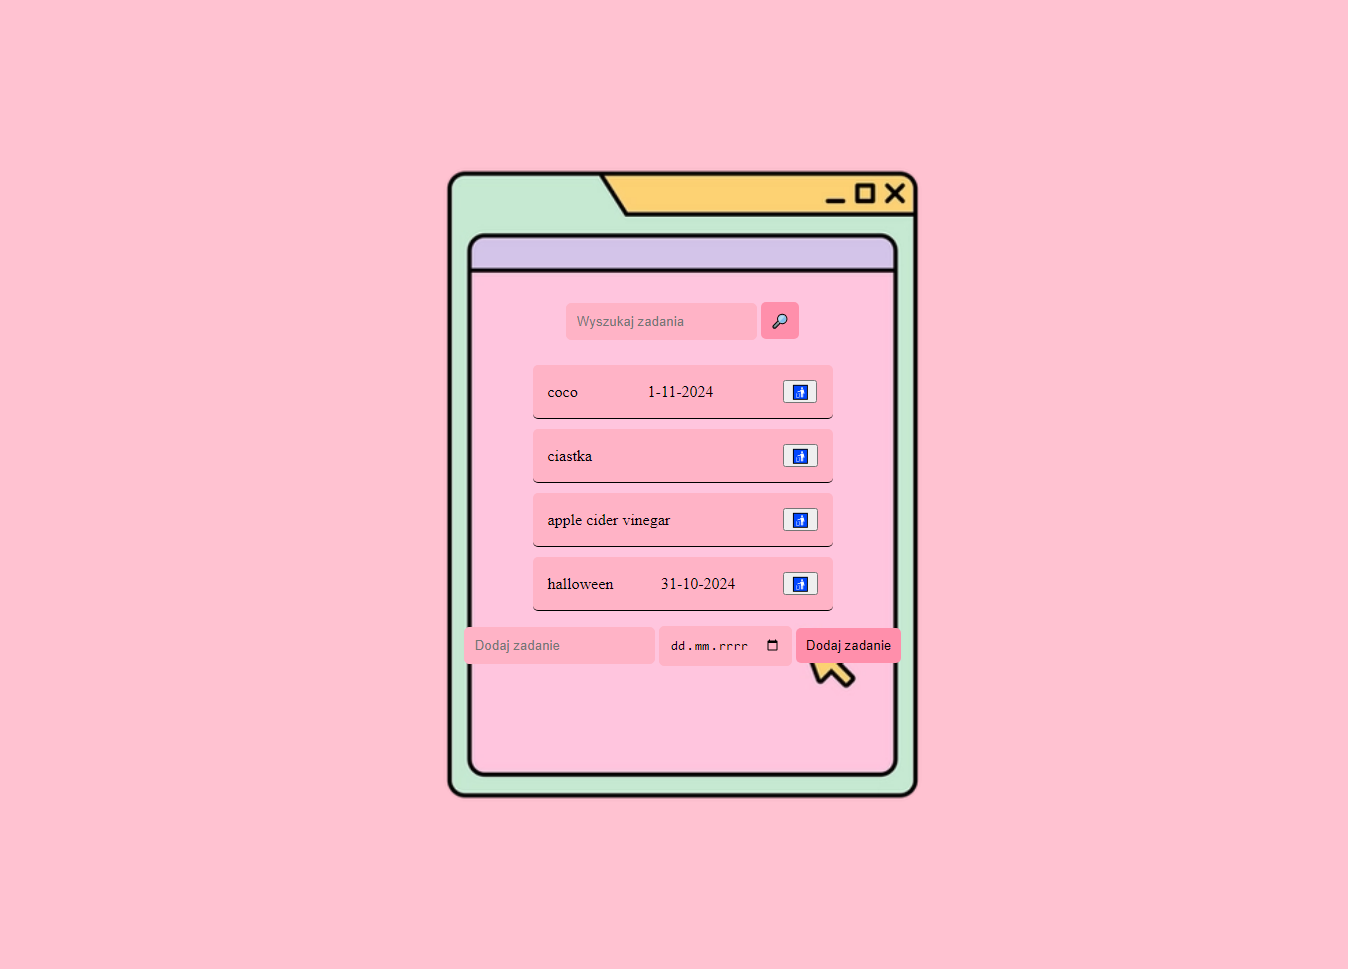 Wyszukaj zadania
coco 1-11-2024
ciastka
apple cider vinegar
halloween 31-10-2024
Dodaj zadanie dd.mm.rrrr Dodaj zadanie